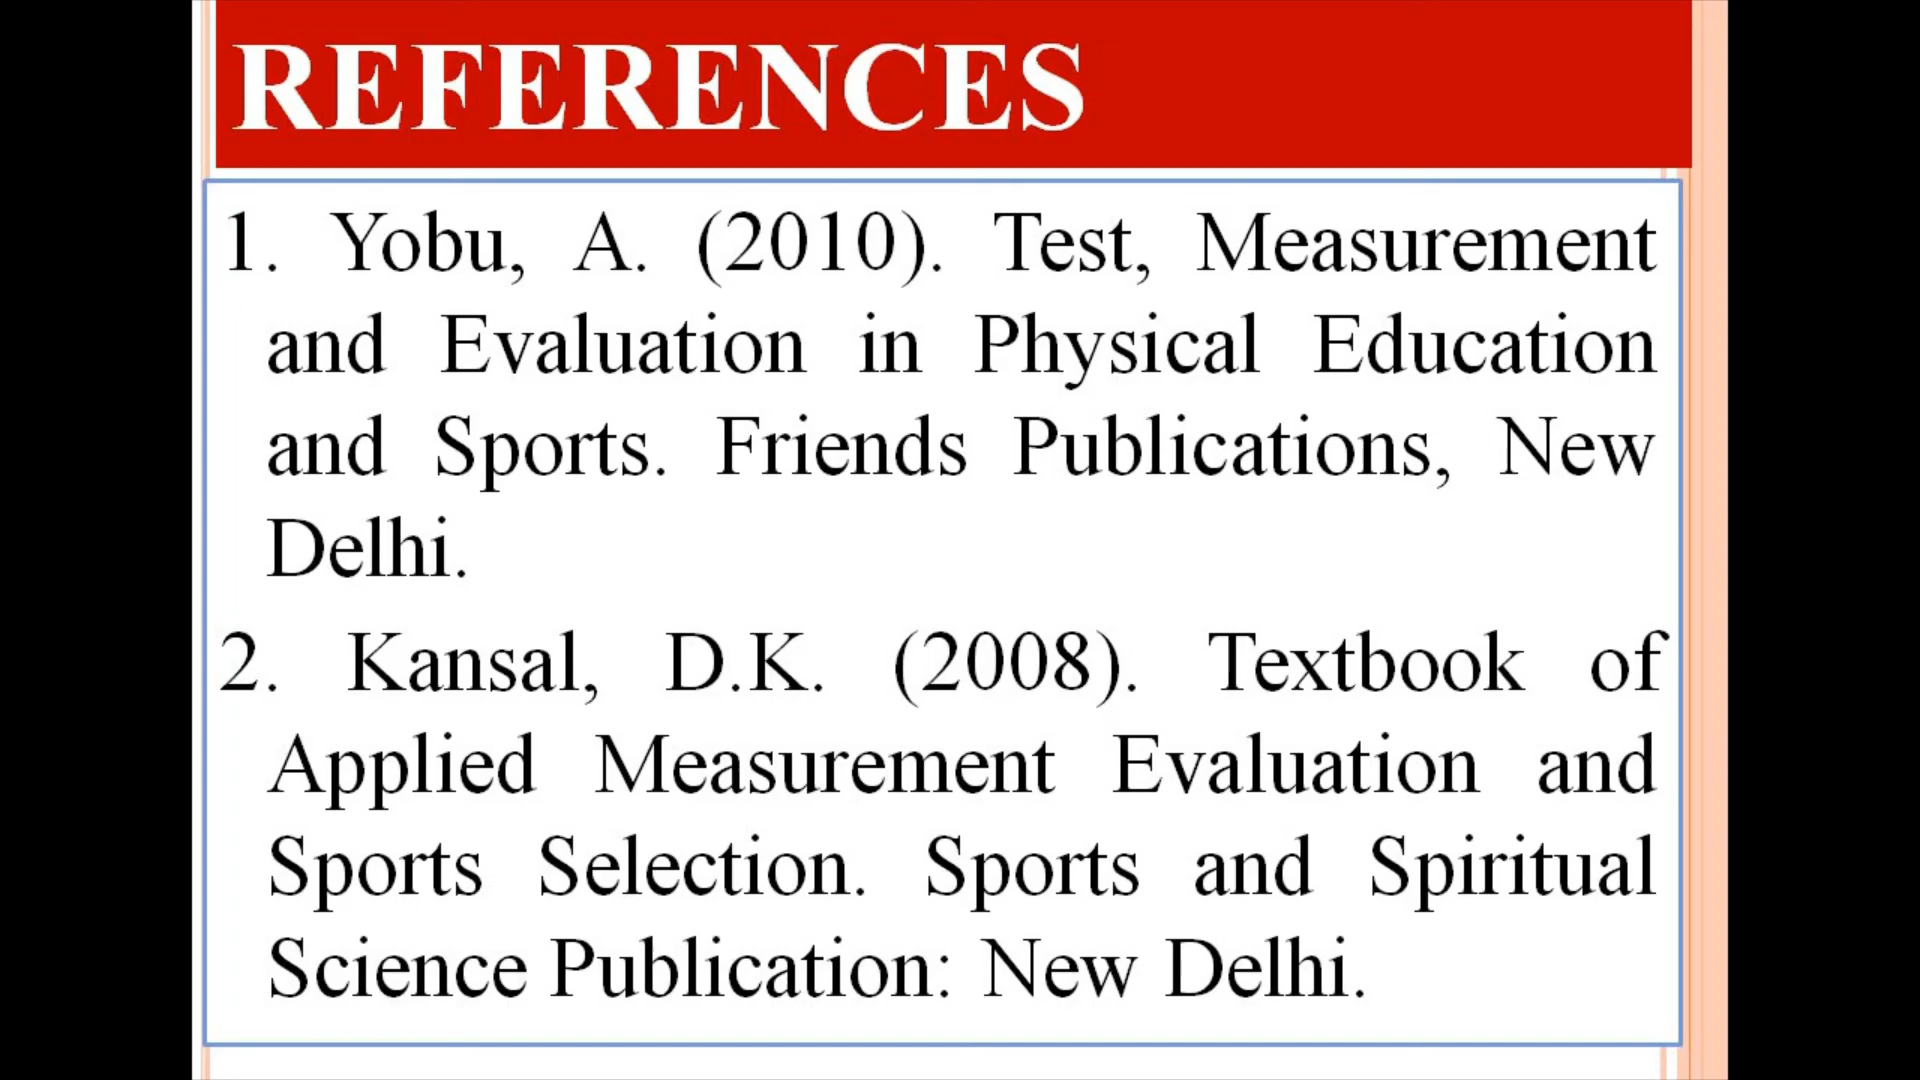 REFERENCES
1. Yobu, A. (2010). Test, Measurement
and Evaluation in Physical Education
and Sports. Friends Publications, New
Delhi.
2. Kansal, D.K. (2008). Textbook of
Applied Measurement Evaluation and
Sports Selection. Sports and Spiritual
Science Publication: New Delhi.